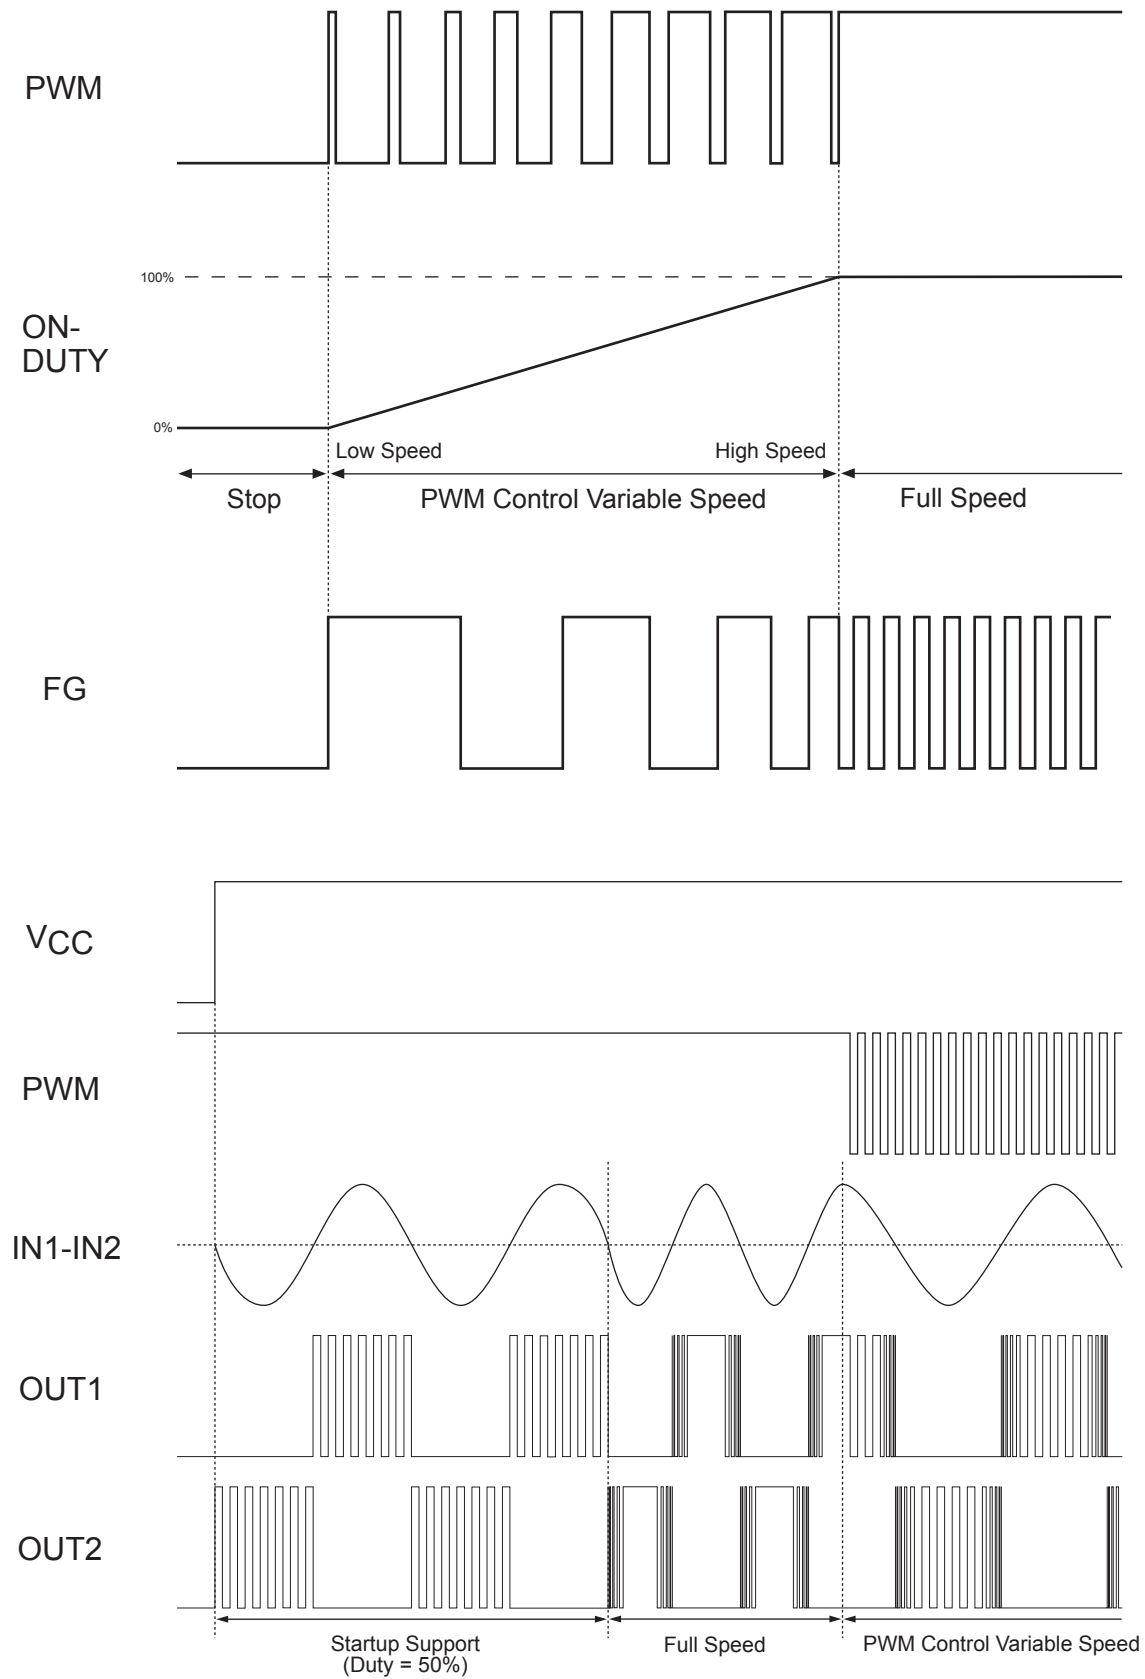 PWM
100%
ON-
DUTY
0%
Low Speed
High Speed
Stop
PWM Control Variable Speed
Full Speed
FG
VCC
PWM
IN1-IN2
OUT1
OUT2
Startup Support
(Duty = 50%)
Full Speed
PWM Control Variable Speed